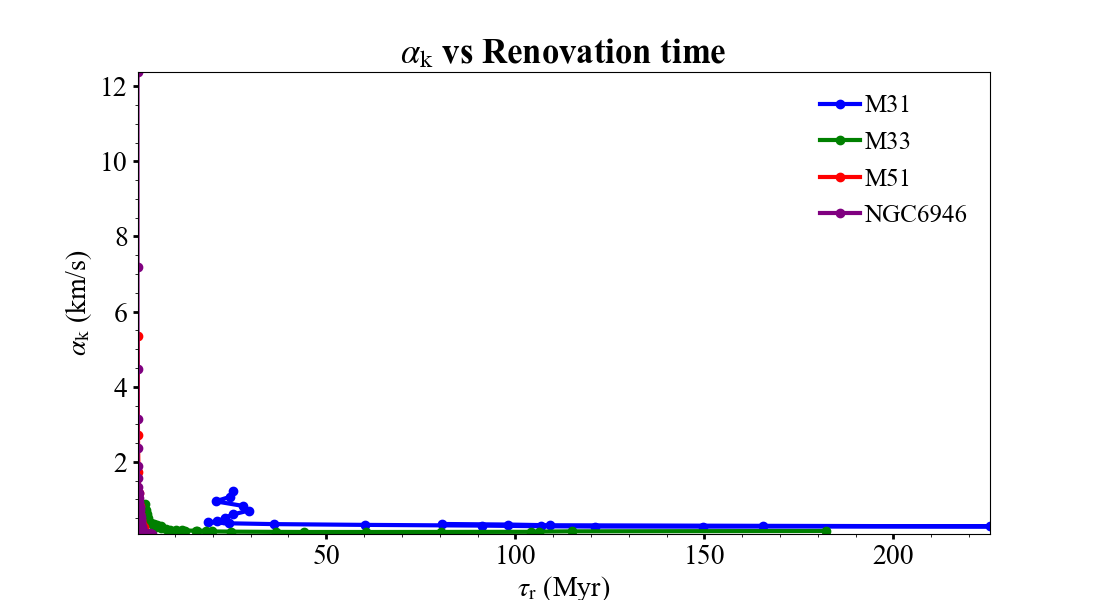 αk vs Renovation time
M31
M33
M51
NGC6946
12
10
8
6
4
2
αk (km/s)
50
100
150
200
τr (Myr)